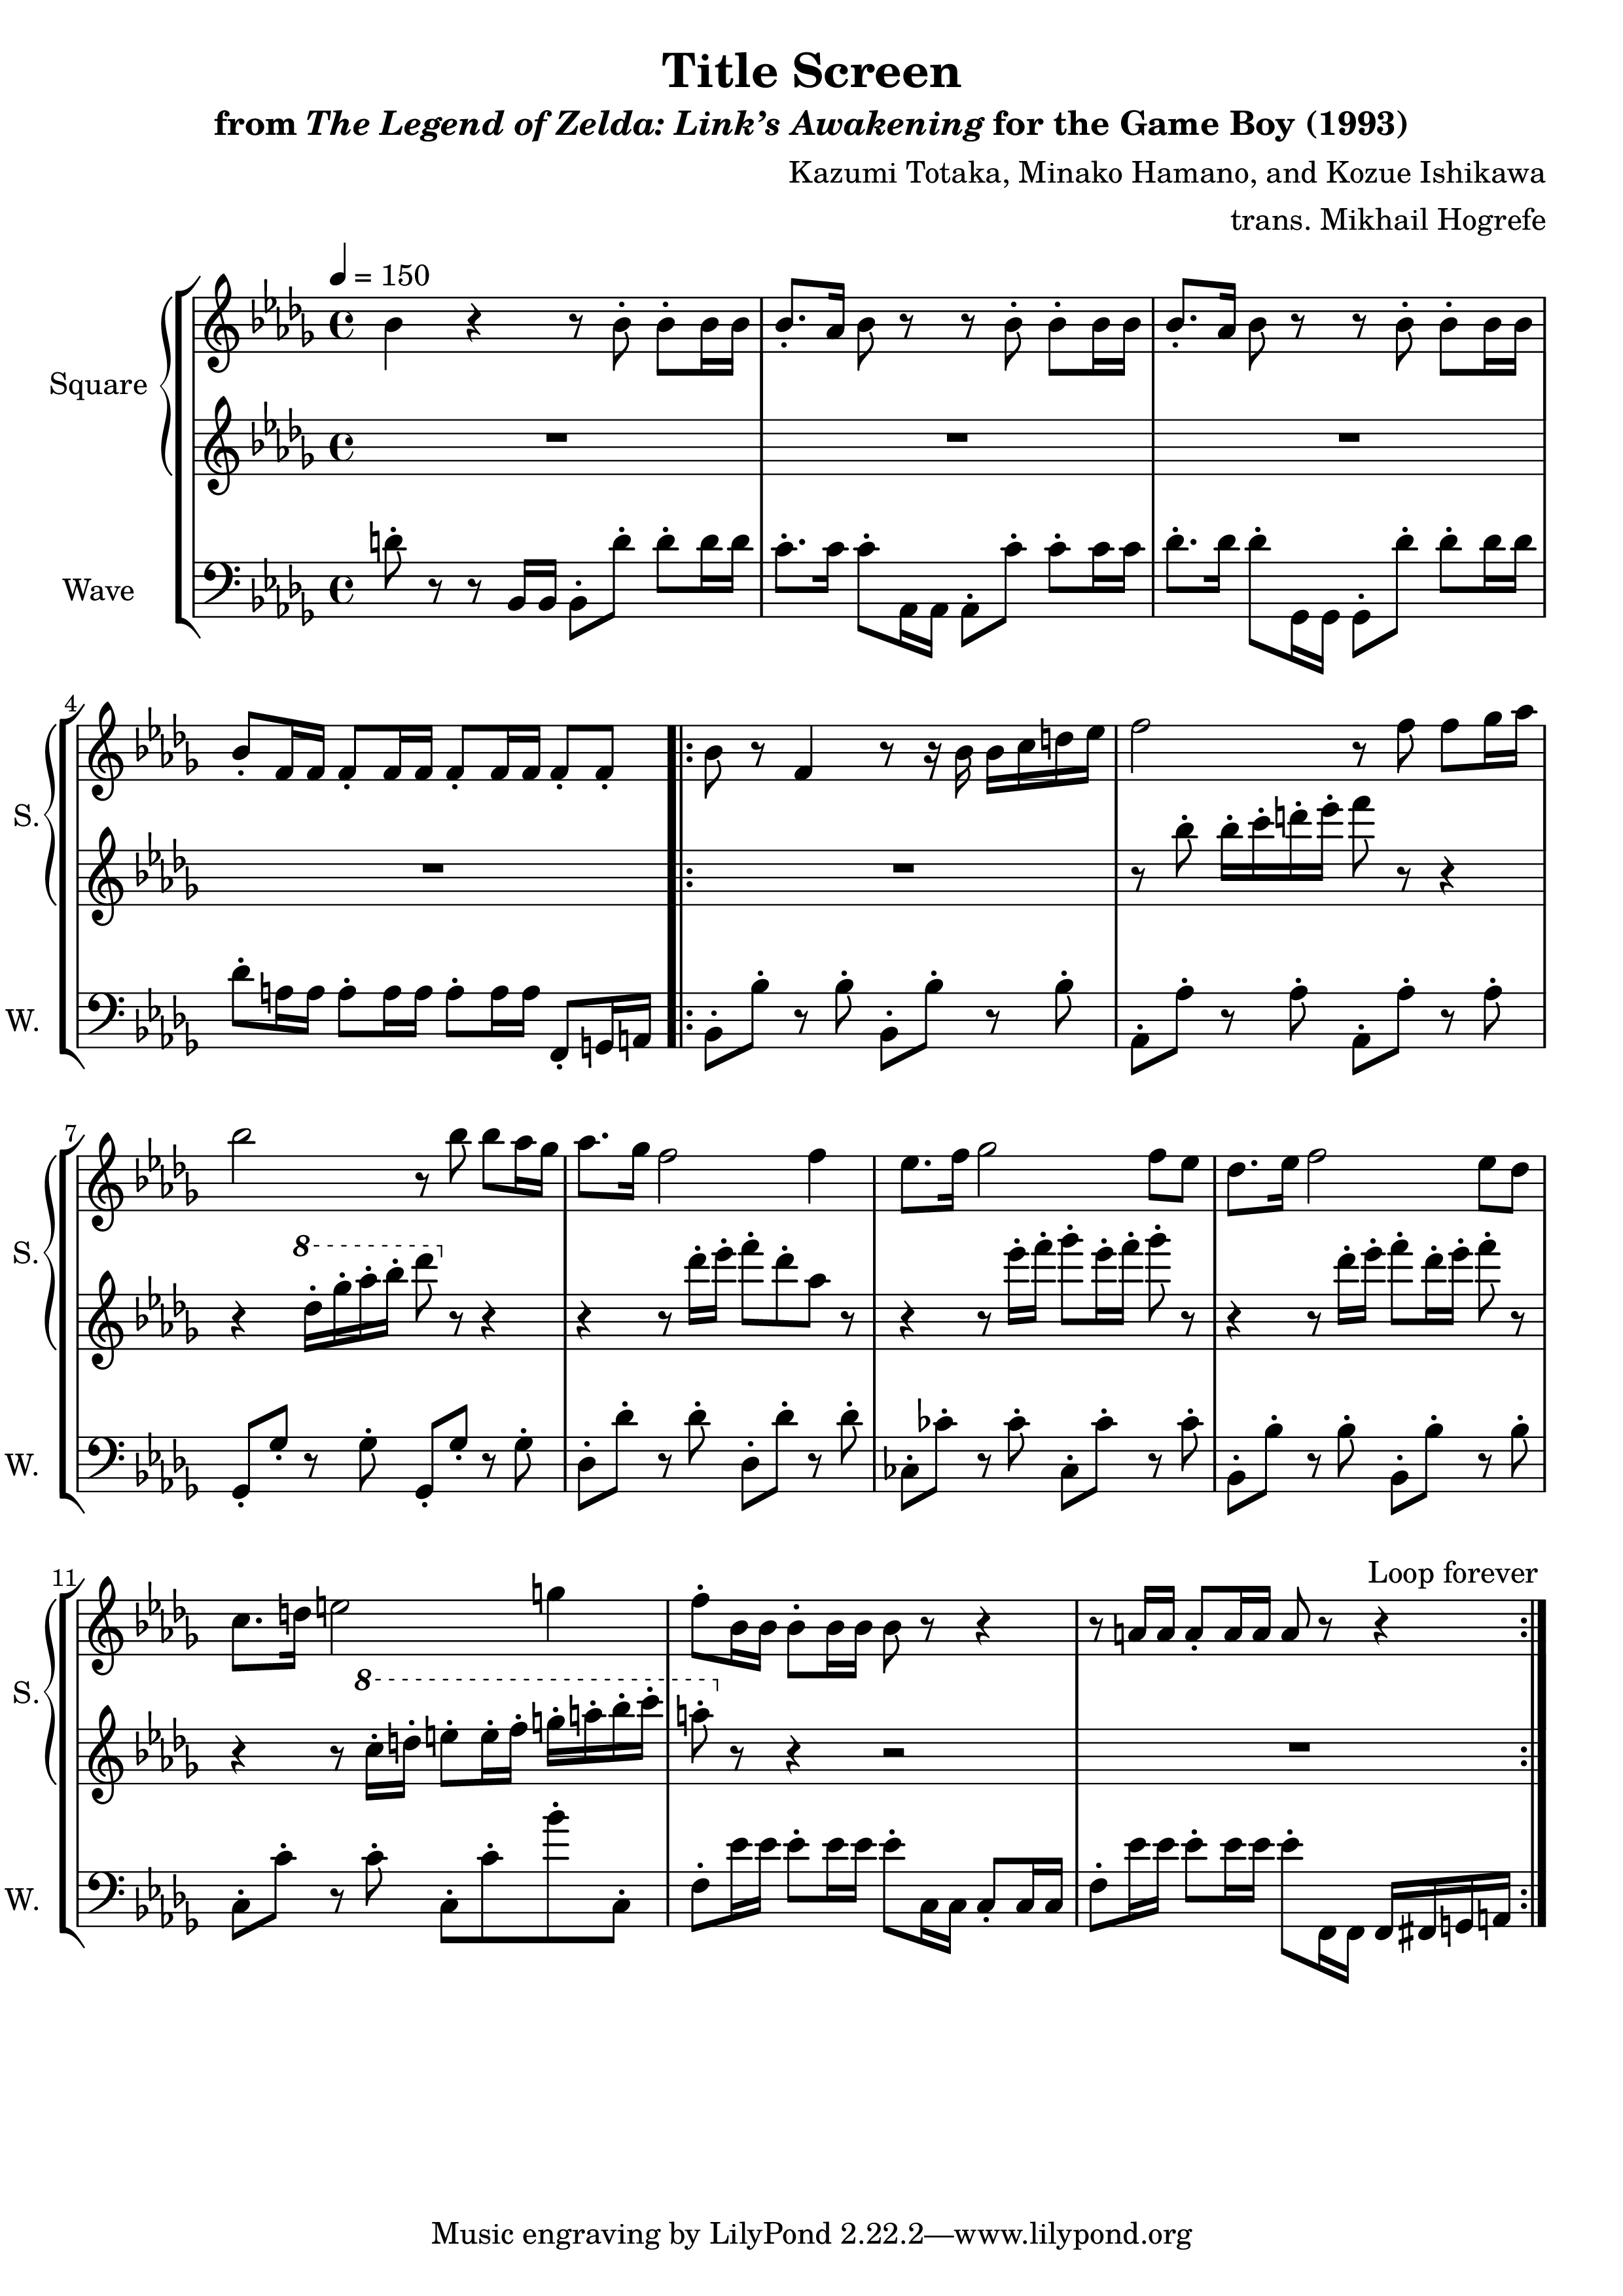 Title Screen
from The Legend of Zelda: Link’s Awakening for the Game Boy (1993)
Kazumi Totaka, Minako Hamano, and Kozue Ishikawa
trans. Mikhail Hogrefe
= 150
Square
Wave
4
S.
W.
7
8
S.
W.
11
Loop forever
8
S.
W.
Music engraving by LilyPond 2.22.2—www.lilypond.org